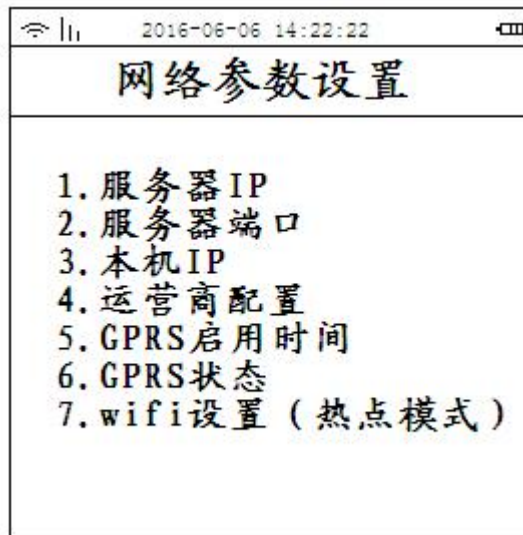 2016-06-06 14:22:22
网络参数设置
1.服务器IP
2.服务器端口
3.本机IP
4.运营商配置
5.GPRS启用时间
6.GPRS状态
7.wifi设置（热点模式）